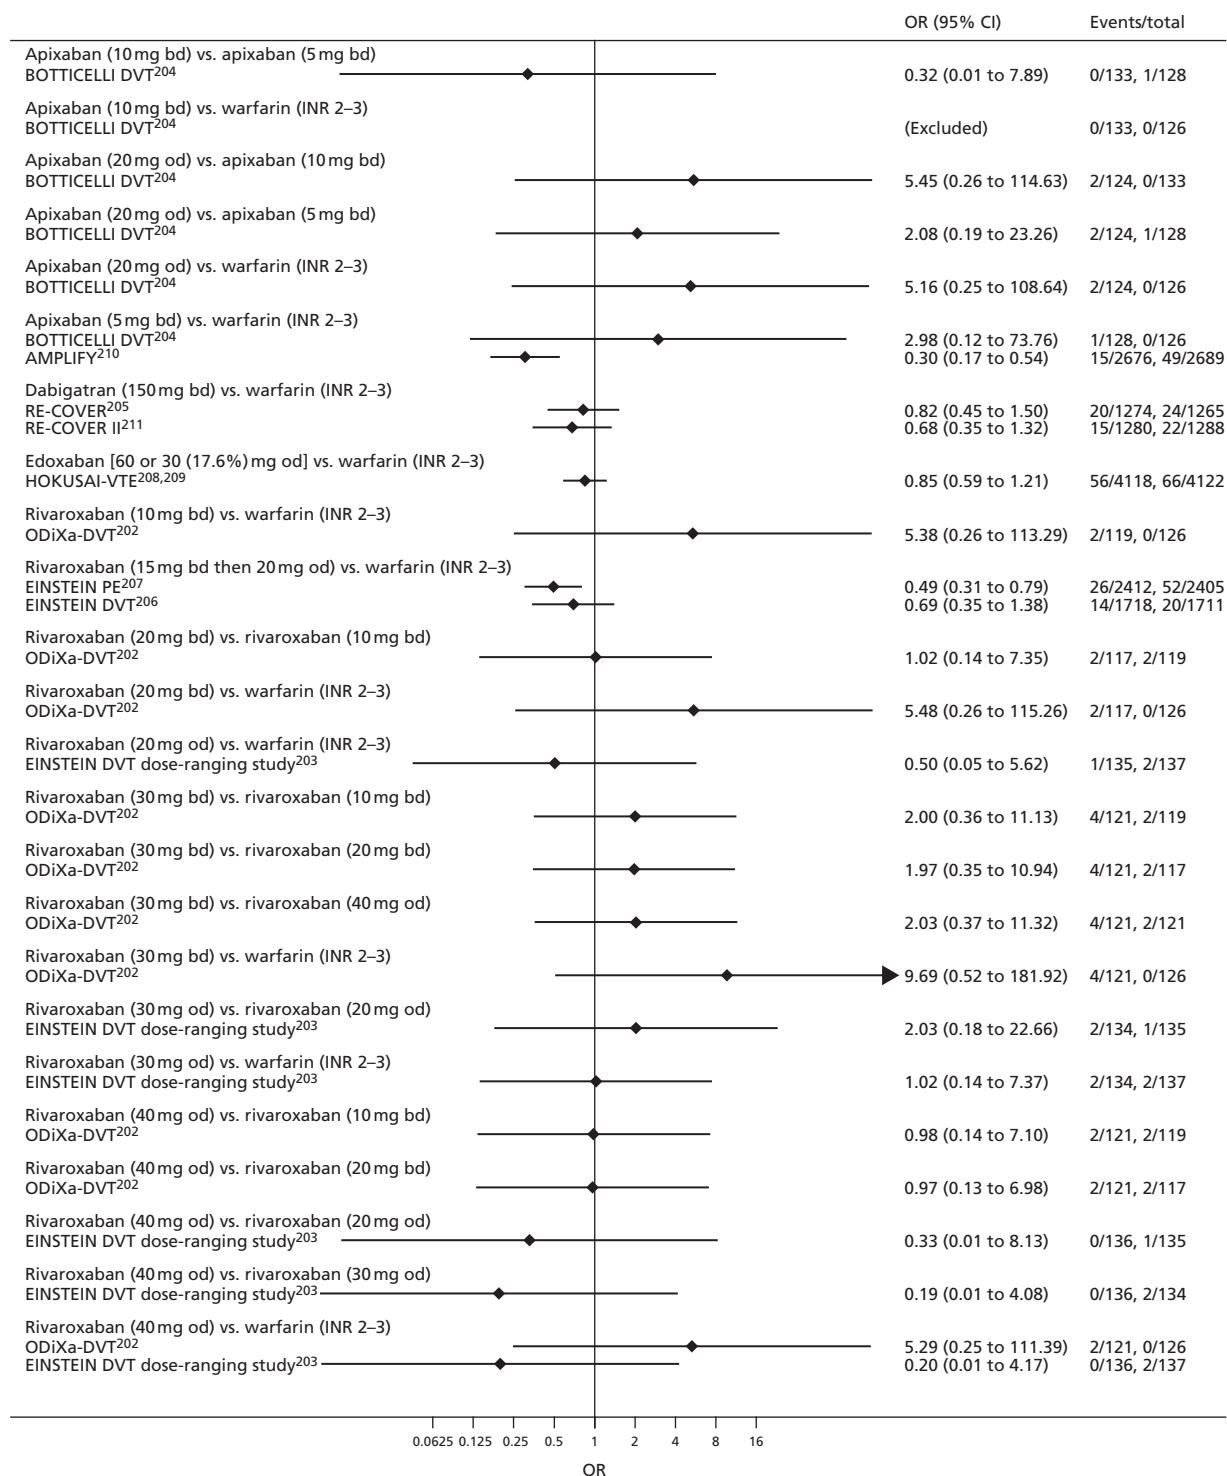 OR (95% CI) Events/total
Apixaban (10 mg bd) vs. apixaban (5 mg bd)
BOTTICELLI DVT204 0.32 (0.01 to 7.89) 0/133, 1/128
Apixaban (10 mg bd) vs. warfarin (INR 2–3)
BOTTICELLI DVT204 (Excluded) 0/133, 0/126
Apixaban (20 mg od) vs. apixaban (10 mg bd)
BOTTICELLI DVT204 5.45 (0.26 to 114.63) 2/124, 0/133
Apixaban (20 mg od) vs. apixaban (5 mg bd)
BOTTICELLI DVT204 2.08 (0.19 to 23.26) 2/124, 1/128
Apixaban (20 mg od) vs. warfarin (INR 2–3)
BOTTICELLI DVT204 5.16 (0.25 to 108.64) 2/124, 0/126
Apixaban (5 mg bd) vs. warfarin (INR 2–3)
BOTTICELLI DVT204 2.98 (0.12 to 73.76) 1/128, 0/126
AMPLIFY210 0.30 (0.17 to 0.54) 15/2676, 49/2689
Dabigatran (150 mg bd) vs. warfarin (INR 2–3)
RE-COVER205 0.82 (0.45 to 1.50) 20/1274, 24/1265
RE-COVER II211 0.68 (0.35 to 1.32) 15/1280, 22/1288
Edoxaban [60 or 30 (17.6%) mg od] vs. warfarin (INR 2–3)
HOKUSAI-VTE208,209 0.85 (0.59 to 1.21) 56/4118, 66/4122
Rivaroxaban (10 mg bd) vs. warfarin (INR 2–3)
ODiXa-DVT202 5.38 (0.26 to 113.29) 2/119, 0/126
Rivaroxaban (15 mg bd then 20 mg od) vs. warfarin (INR 2–3)
EINSTEIN PE207 0.49 (0.31 to 0.79) 26/2412, 52/2405
EINSTEIN DVT206 0.69 (0.35 to 1.38) 14/1718, 20/1711
Rivaroxaban (20 mg bd) vs. rivaroxaban (10 mg bd)
ODiXa-DVT202 1.02 (0.14 to 7.35) 2/117, 2/119
Rivaroxaban (20 mg bd) vs. warfarin (INR 2–3)
ODiXa-DVT202 5.48 (0.26 to 115.26) 2/117, 0/126
Rivaroxaban (20 mg od) vs. warfarin (INR 2–3)
EINSTEIN DVT dose-ranging study203 0.50 (0.05 to 5.62) 1/135, 2/137
Rivaroxaban (30 mg bd) vs. rivaroxaban (10 mg bd)
ODiXa-DVT202 2.00 (0.36 to 11.13) 4/121, 2/119
Rivaroxaban (30 mg bd) vs. rivaroxaban (20 mg bd)
ODiXa-DVT202 1.97 (0.35 to 10.94) 4/121, 2/117
Rivaroxaban (30 mg bd) vs. rivaroxaban (40 mg od)
ODiXa-DVT202 2.03 (0.37 to 11.32) 4/121, 2/121
Rivaroxaban (30 mg bd) vs. warfarin (INR 2–3)
ODiXa-DVT202 9.69 (0.52 to 181.92) 4/121, 0/126
Rivaroxaban (30 mg od) vs. rivaroxaban (20 mg od)
EINSTEIN DVT dose-ranging study203 2.03 (0.18 to 22.66) 2/134, 1/135
Rivaroxaban (30 mg od) vs. warfarin (INR 2–3)
EINSTEIN DVT dose-ranging study203 1.02 (0.14 to 7.37) 2/134, 2/137
Rivaroxaban (40 mg od) vs. rivaroxaban (10 mg bd)
ODiXa-DVT202 0.98 (0.14 to 7.10) 2/121, 2/119
Rivaroxaban (40 mg od) vs. rivaroxaban (20 mg bd)
ODiXa-DVT202 0.97 (0.13 to 6.98) 2/121, 2/117
Rivaroxaban (40 mg od) vs. rivaroxaban (20 mg od)
EINSTEIN DVT dose-ranging study203 0.33 (0.01 to 8.13) 0/136, 1/135
Rivaroxaban (40 mg od) vs. rivaroxaban (30 mg od)
EINSTEIN DVT dose-ranging study203 0.19 (0.01 to 4.08) 0/136, 2/134
Rivaroxaban (40 mg od) vs. warfarin (INR 2–3)
ODiXa-DVT202 5.29 (0.25 to 111.39) 2/121, 0/126
EINSTEIN DVT dose-ranging study203 0.20 (0.01 to 4.17) 0/136, 2/137
0.0625 0.125 0.25 0.5 1 2 4 8 16
OR